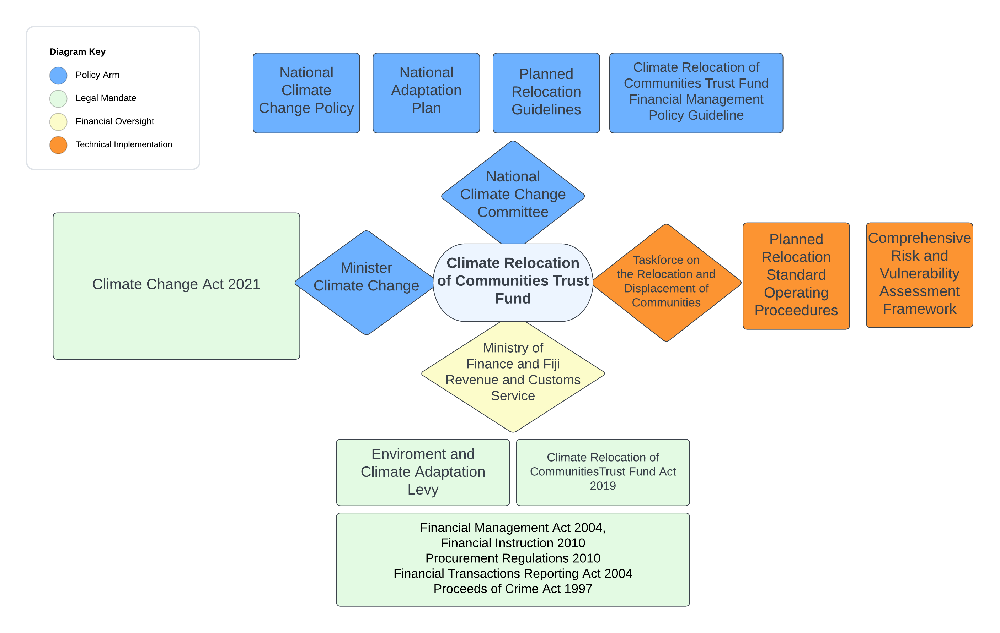 Diagram Key
Policy Arm
Legal Mandate
Financial Oversight
Technical Implementation
National
Climate
Change Policy
National
Adaptation
Plan
Planned
Relocation
Guidelines
Climate Relocation of
Communities Trust Fund
Financial Management
Policy Guideline
National
Climate Change
Committee
Climate Change Act 2021
Minister
Climate Change
Climate Relocation
of Communities Trust
Fund
Taskforce on
the Relocation and
Displacement of
Communities
Planned
Relocation
Standard
Operating
Proceedures
Comprehensive
Risk and
Vulnerability
Assessment
Framework
Ministry of
Finance and Fiji
Revenue and Customs
Service
Enviroment and
Climate Adaptation
Levy
Climate Relocation of
CommunitiesTrust Fund Act
2019
Financial Management Act 2004,
Financial Instruction 2010
Procurement Regulations 2010
Financial Transactions Reporting Act 2004
Proceeds of Crime Act 1997